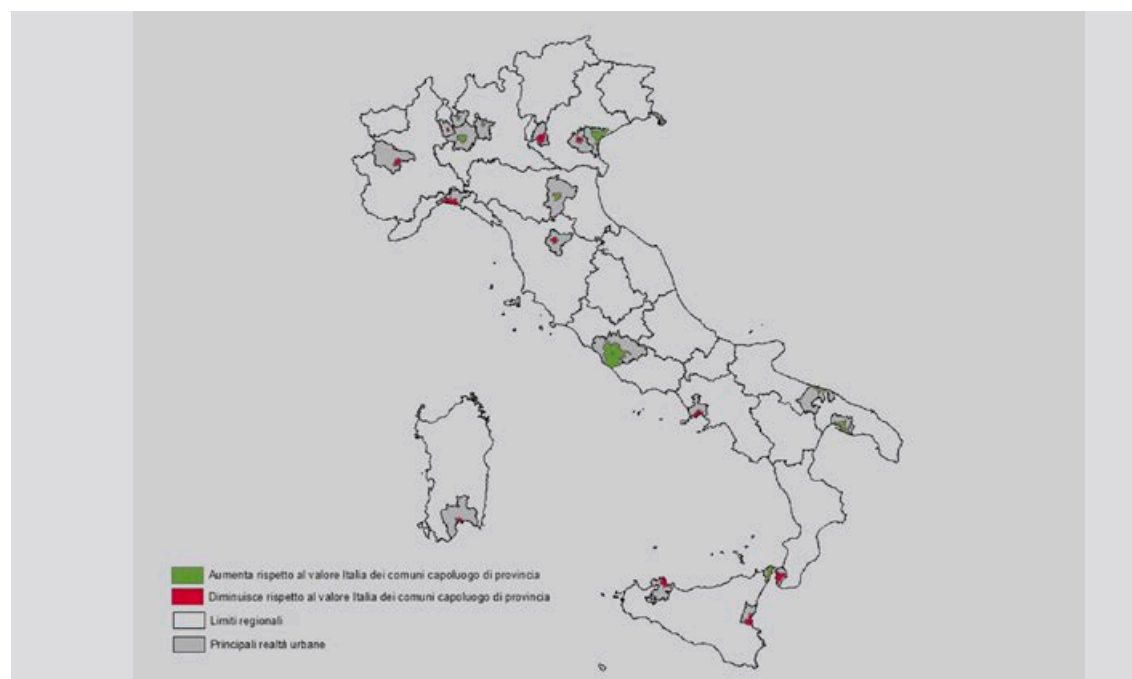 Aumenta rispetto al valore Italia dei comuni capoluogo di provincia
Diminuisce rispetto al valore Italia dei comuni capoluogo di provincia
Limiti regionali
Principali realtà urbane